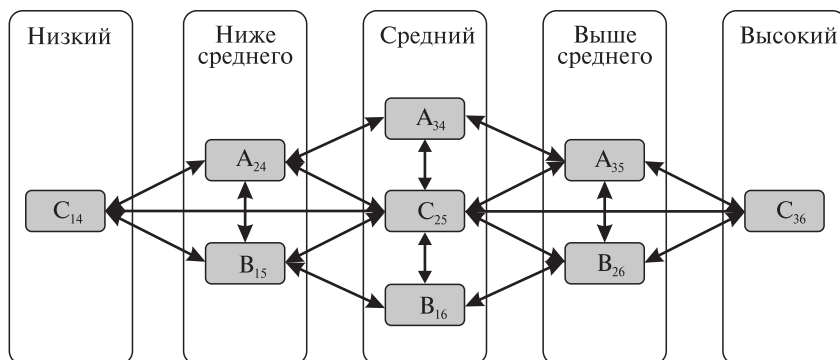 Низкий
Ниже
среднего
Средний
Выше
среднего
Высокий
A34
A24
A35
C14
C25
C36
B15
B26
B16